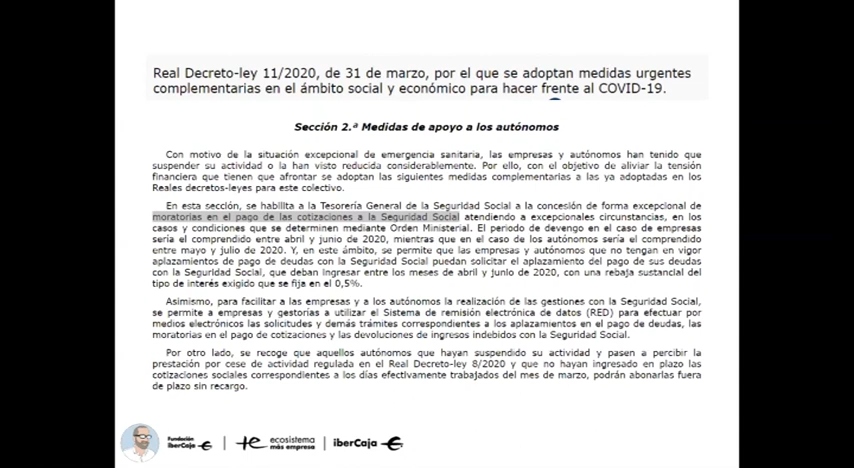 Real Decreto-ley 11/2020, de 31 de marzo, por el que se adoptan medidas urgentes
complementarias en el ámbito social y económico para hacer frente al COVID-19.
Sección 2.ª Medidas de apoyo a los autónomos
Con motivo de la situación excepcional de emergencia sanitaria, las empresas y autónomos han tenido que
suspender su actividad o la han visto reducida considerablemente. Por ello, con el objetivo de aliviar la tensión
financiera que tienen que afrontar se adoptan las siguientes medidas complementarias a las ya adoptadas en los
Reales decretos-leyes para este colectivo.
En esta sección, se habilita a la Tesorería General de la Seguridad Social a la concesión de forma excepcional de
moratorias en el pago de las cotizaciones a la Seguridad Social atendiendo a excepcionales circunstancias, en los
casos y condiciones que se determinen mediante Orden Ministerial. El periodo de devengo en el caso de empresas
sería el comprendido entre abril y junio de 2020, mientras que en el caso de los autónomos sería el comprendido
entre mayo y julio de 2020. Y, en este ámbito, se permite que las empresas y autónomos que no tengan en vigor
aplazamientos de pago de deudas con la Seguridad Social puedan solicitar el aplazamiento del pago de sus deudas
con la Seguridad Social, que deban ingresar entre los meses de abril y junio de 2020, con una rebaja sustancial del
tipo de interés exigido que se fija en el 0,5%.
Asimismo, para facilitar a las empresas y a los autónomos la realización de las gestiones con la Seguridad Social,
se permite a empresas y gestorías a utilizar el Sistema de remisión electrónica de datos (RED) para efectuar por
medios electrónicos las solicitudes y demás trámites correspondientes a los aplazamientos en el pago de deudas, las
moratorias en el pago de cotizaciones y las devoluciones de ingresos indebidos con la Seguridad Social.
Por otro lado, se recoge que aquellos autónomos que hayan suspendido su actividad y pasen a percibir la
prestación por cese de actividad regulada en el Real Decreto-ley 8/2020 y que no hayan ingresado en plazo las
cotizaciones sociales correspondientes a los días efectivamente trabajados del mes de marzo, podrán abonarlas fuera
de plazo sin recargo.
Fundación
iberCaja
ecosistema
más empresa
iberCaja